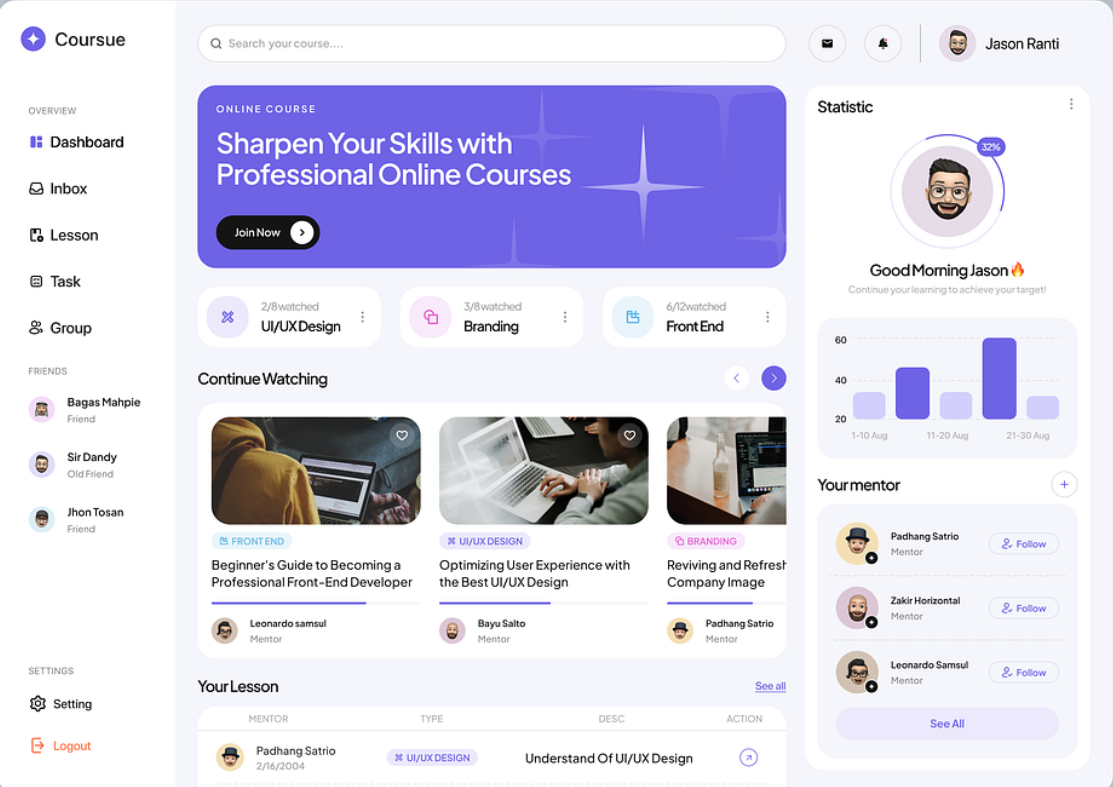 Coursue
OVERVIEW
Dashboard
Inbox
Lesson
Task
Group
FRIENDS
Bagas Mahpie
Friend
Sir Dandy
Old Friend
Jhon Tosan
Friend
SETTINGS
Setting
Logout
Search your course....
Jason Ranti
ONLINE COURSE
Sharpen Your Skills with
Professional Online Courses
Join Now
2/8 watched
UI/UX Design
3/8 watched
Branding
6/12 watched
Front End
Continue Watching
FRONT END
Beginner's Guide to Becoming a
Professional Front-End Developer
Leonardo samsul
Mentor
UI/UX DESIGN
Optimizing User Experience with
the Best UI/UX Design
Bayu Salto
Mentor
BRANDING
Reviving and Refresh
Company Image
Padhang Satrio
Mentor
Your Lesson
See all
MENTOR TYPE DESC ACTION
Padhang Satrio
2/16/2004
UI/UX DESIGN
Understand Of UI/UX Design
Statistic
32%
Good Morning Jason 🔥
Continue your learning to achieve your target!
60
40
20
1-10 Aug 11-20 Aug 21-30 Aug
Your mentor
Padhang Satrio
Mentor
Follow
Zakir Horizontal
Mentor
Follow
Leonardo Samsul
Mentor
Follow
See All